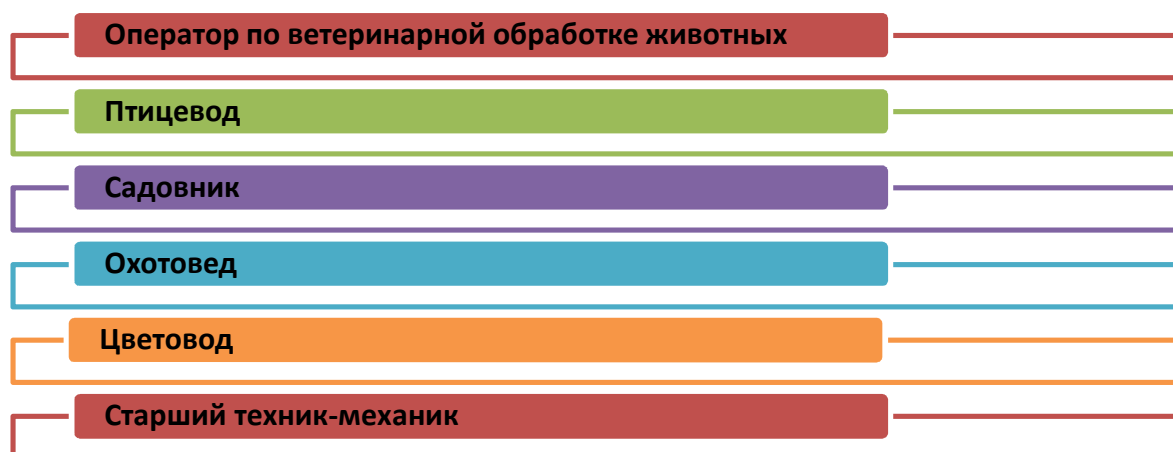 Оператор по ветеринарной обработке животных
Птицевод
Садовник
Охотовед
Цветовод
Старший техник-механик